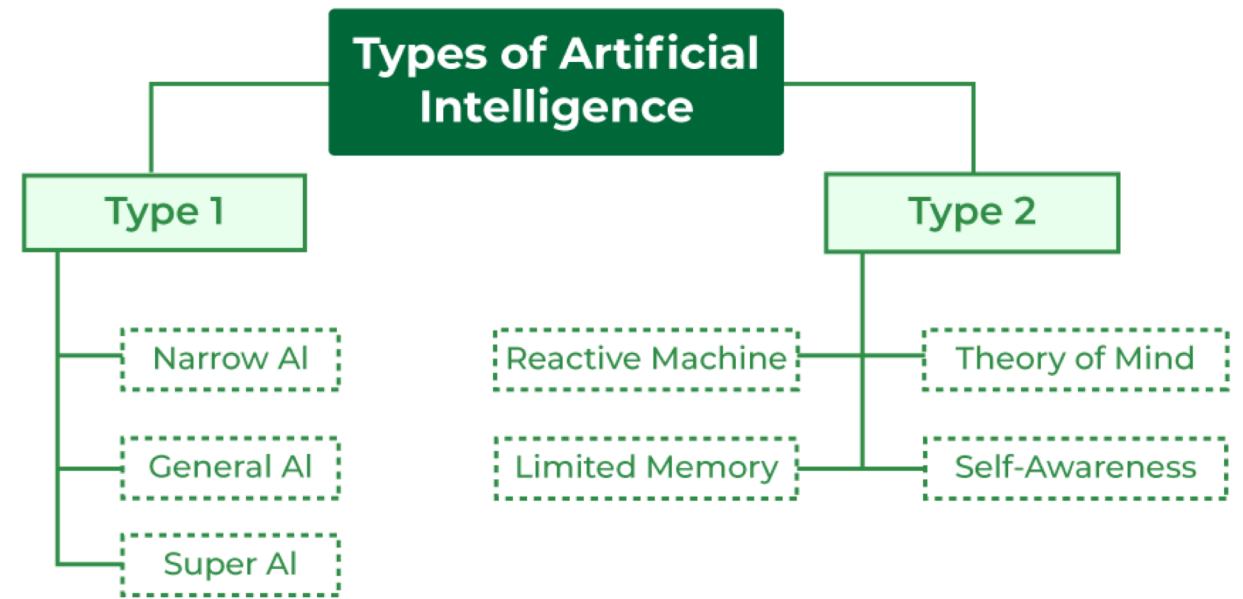 Types of Artificial
Intelligence
Type 1
Type 2
Narrow AI
Reactive Machine
Theory of Mind
General AI
Limited Memory
Self-Awareness
Super AI